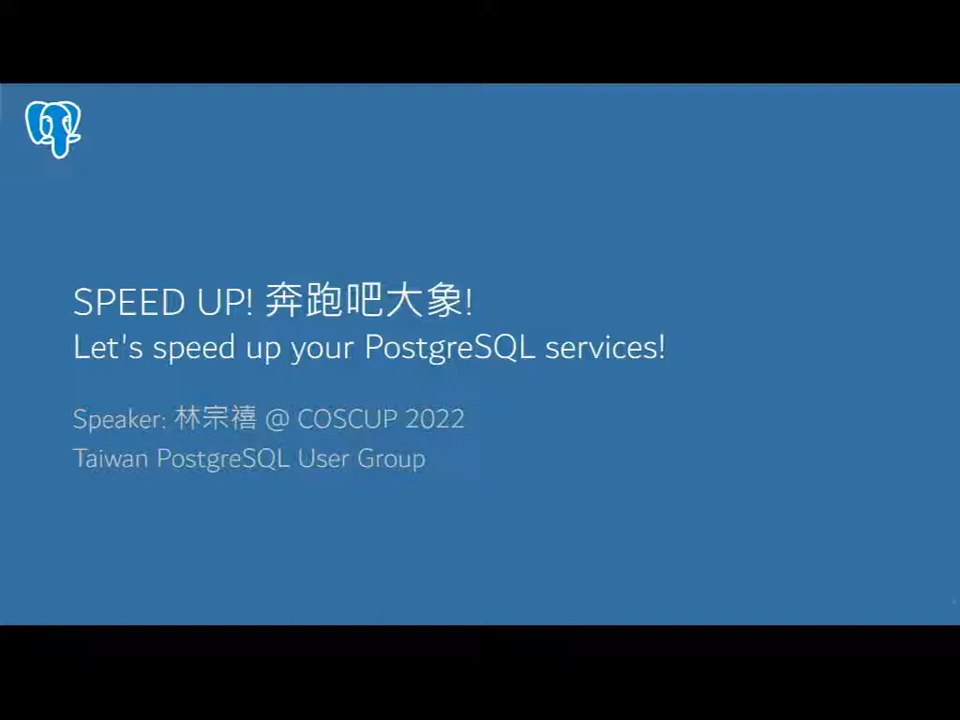 SPEED UP! 奔跑吧大象!
Let's speed up your PostgreSQL services!
Speaker: 林宗禧 @ COSCUP 2022
Taiwan PostgreSQL User Group